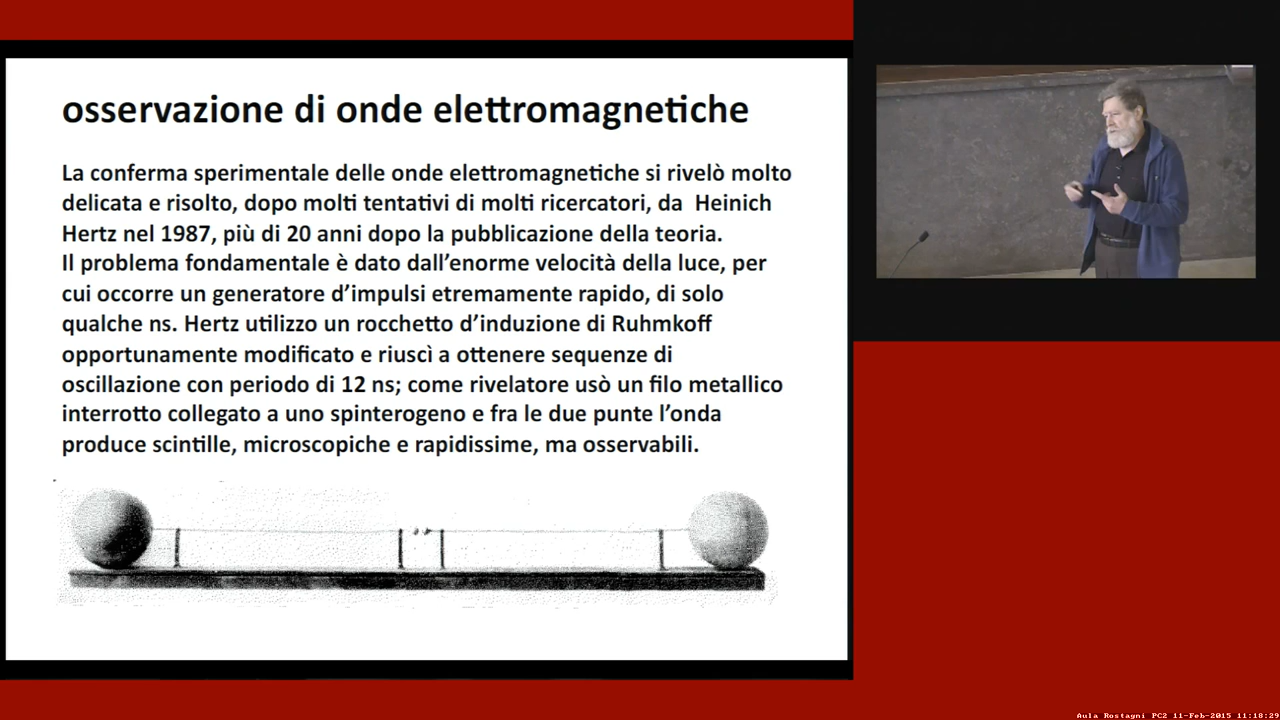 osservazione di onde elettromagnetiche
La conferma sperimentale delle onde elettromagnetiche si rivelò molto
delicata e risolto, dopo molti tentativi di molti ricercatori, da  Heinich
Hertz nel 1987, più di 20 anni dopo la pubblicazione della teoria.
Il problema fondamentale è dato dall’enorme velocità della luce, per
cui occorre un generatore d’impulsi etremamente rapido, di solo
qualche ns. Hertz utilizzo un rocchetto d’induzione di Ruhmkoff
opportunamente modificato e riuscì a ottenere sequenze di
oscillazione con periodo di 12 ns; come rivelatore usò un filo metallico
interrotto collegato a uno spinterogeno e fra le due punte l’onda
produce scintille, microscopiche e rapidissime, ma osservabili.
Aula Rostagni PC2 11-Feb-2015 11:18:29